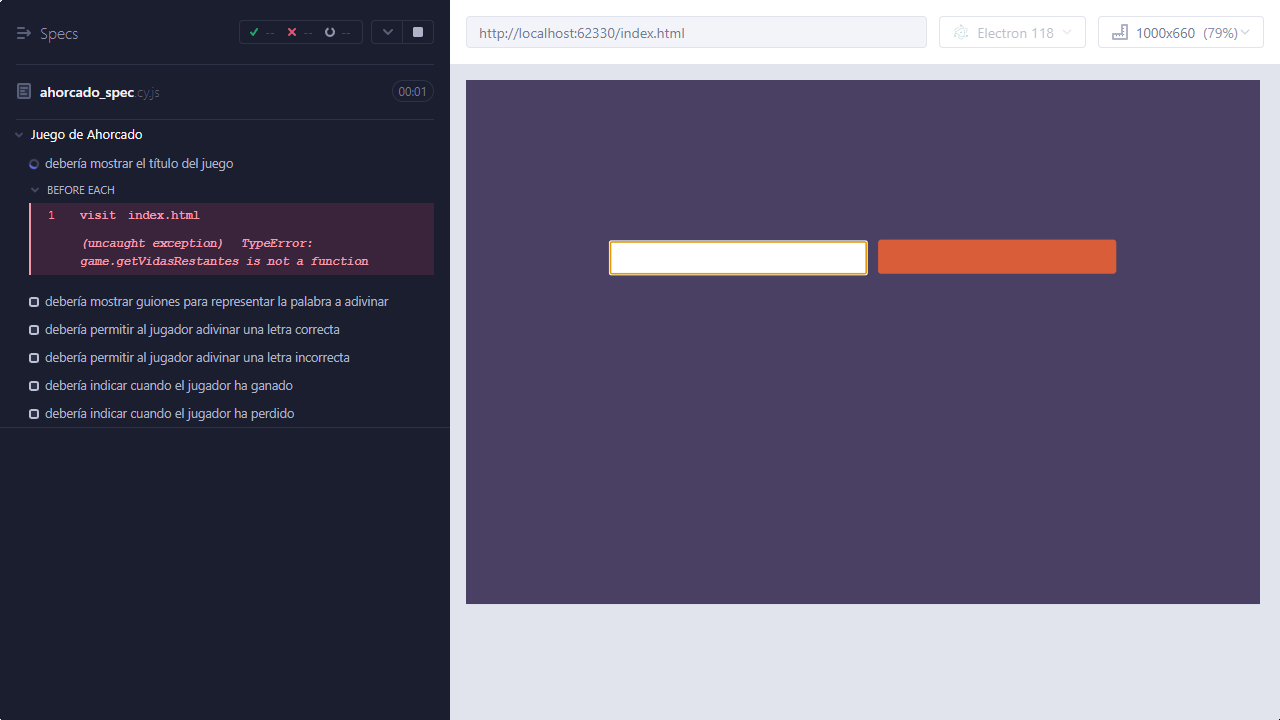 Specs
-- -- --
http://localhost:62330/index.html
Electron 118
1000x660 (79%)
ahorcado_spec.cy.js
00:01
Juego de Ahorcado
debería mostrar el título del juego
BEFORE EACH
1 visit index.html
(uncaught exception) TypeError:
game.getVidasRestantes is not a function
debería mostrar guiones para representar la palabra a adivinar
debería permitir al jugador adivinar una letra correcta
debería permitir al jugador adivinar una letra incorrecta
debería indicar cuando el jugador ha ganado
debería indicar cuando el jugador ha perdido